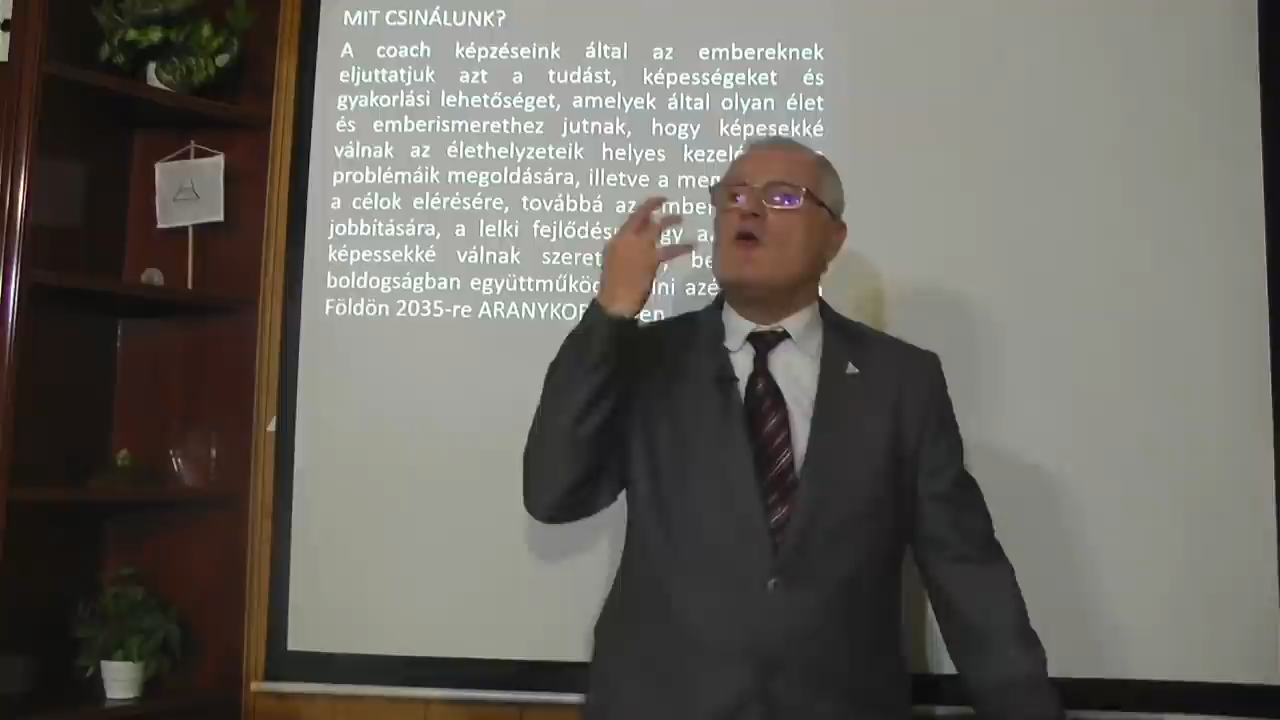 MIT CSINÁLUNK?
A coach képzéseink által az embereknek
eljuttatjuk azt a tudást, képességeket és
gyakorlási lehetőséget, amelyek által olyan élet
és emberismerethez jutnak, hogy képesekké
válnak az élethelyzeteik helyes
problémáik megoldására, illetve a
a célok elérésére, továbbá az
jobbítására, a lelki
képessekké válnak
boldogságban
Földön 2035-re